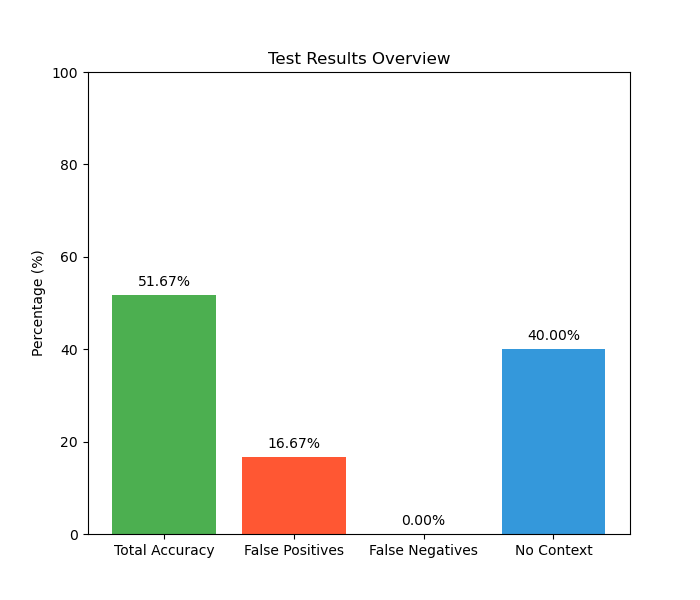 Test Results Overview
Percentage (%)
100
80
60
40
20
0
51.67%
16.67%
0.00%
40.00%
Total Accuracy
False Positives
False Negatives
No Context